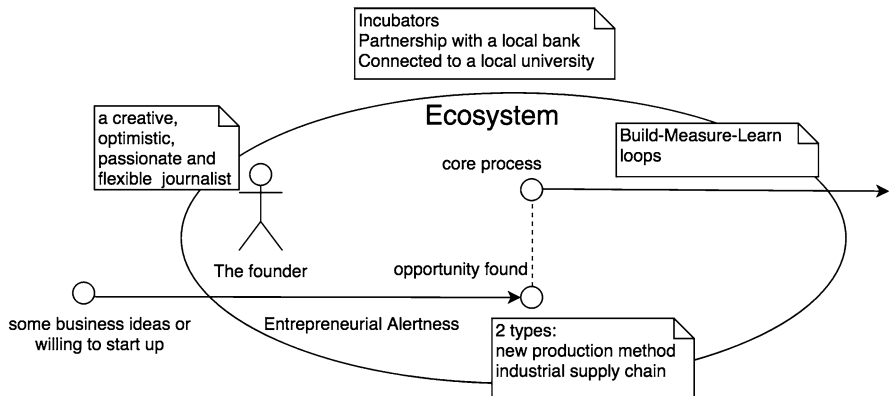 Incubators
Partnership with a local bank
Connected to a local university
Ecosystem
a creative,
optimistic,
passionate and
flexible journalist
Build-Measure-Learn
loops
core process
The founder
opportunity found
some business ideas or
willing to start up
Entrepreneurial Alertness
2 types:
new production method
industrial supply chain